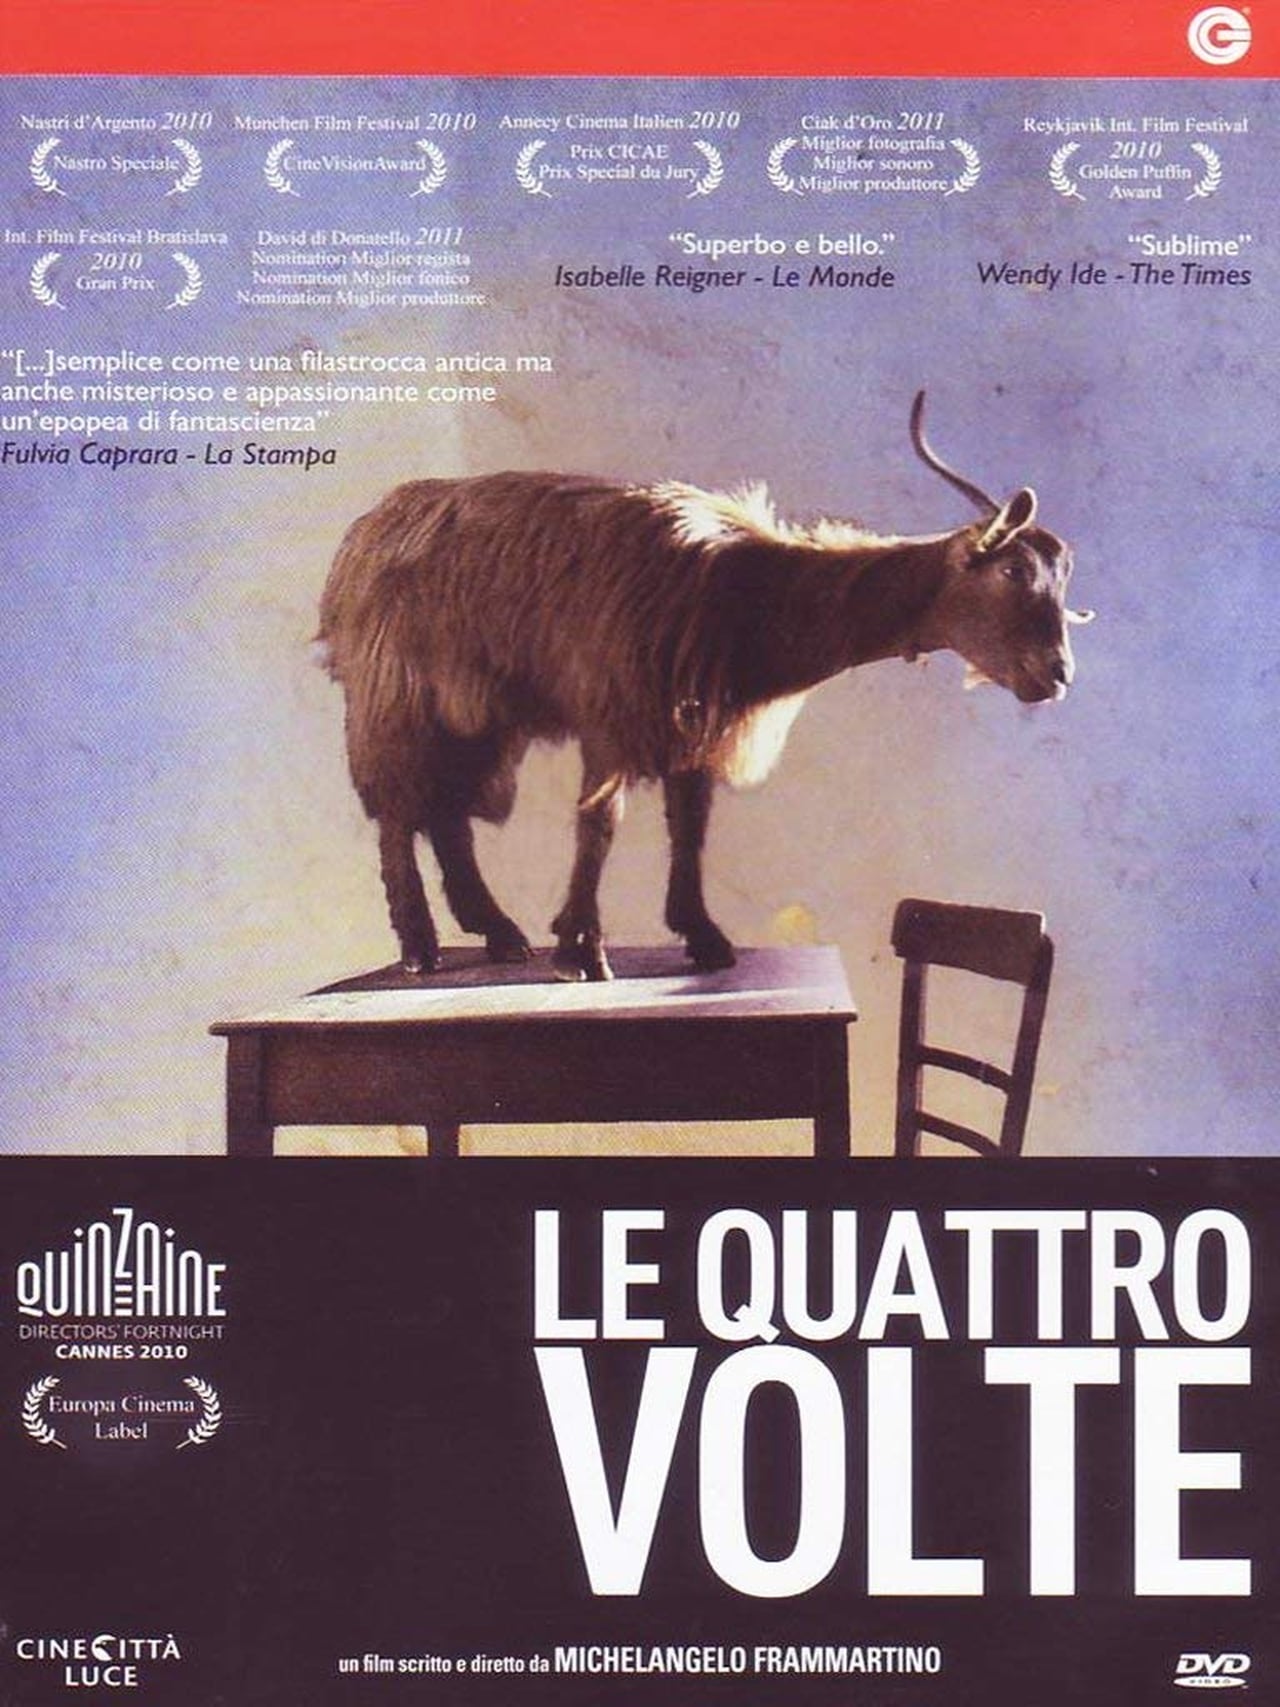 Nastri d'Argento 2010
Nastro Speciale
Munchen Film Festival 2010
CineVisionAward
Annecy Cinema Italien 2010
Prix CICAE
Prix Special du Jury
Ciak d'Oro 2011
Miglior fotografia
Miglior sonoro
Miglior produttore
Reykjavik Int. Film Festival
2010
Golden Puffin
Award
Int. Film Festival Bratislava
2010
Gran Prix
David di Donatello 2011
Nomination Miglior regista
Nomination Miglior fonico
Nomination Miglior produttore
“Superbo e bello.”
Isabelle Reigner - Le Monde
“Sublime”
Wendy Ide - The Times
“[...]semplice come una filastrocca antica ma
anche misterioso e appassionante come
un'epopea di fantascienza”
Fulvia Caprara - La Stampa
QUINZAINE
DIRECTORS' FORTNIGHT
CANNES 2010
Europa Cinema
Label
LE QUATTRO
VOLTE
CINECITTÀ
LUCE
un film scritto e diretto da MICHELANGELO FRAMMARTINO
DVD
VIDEO